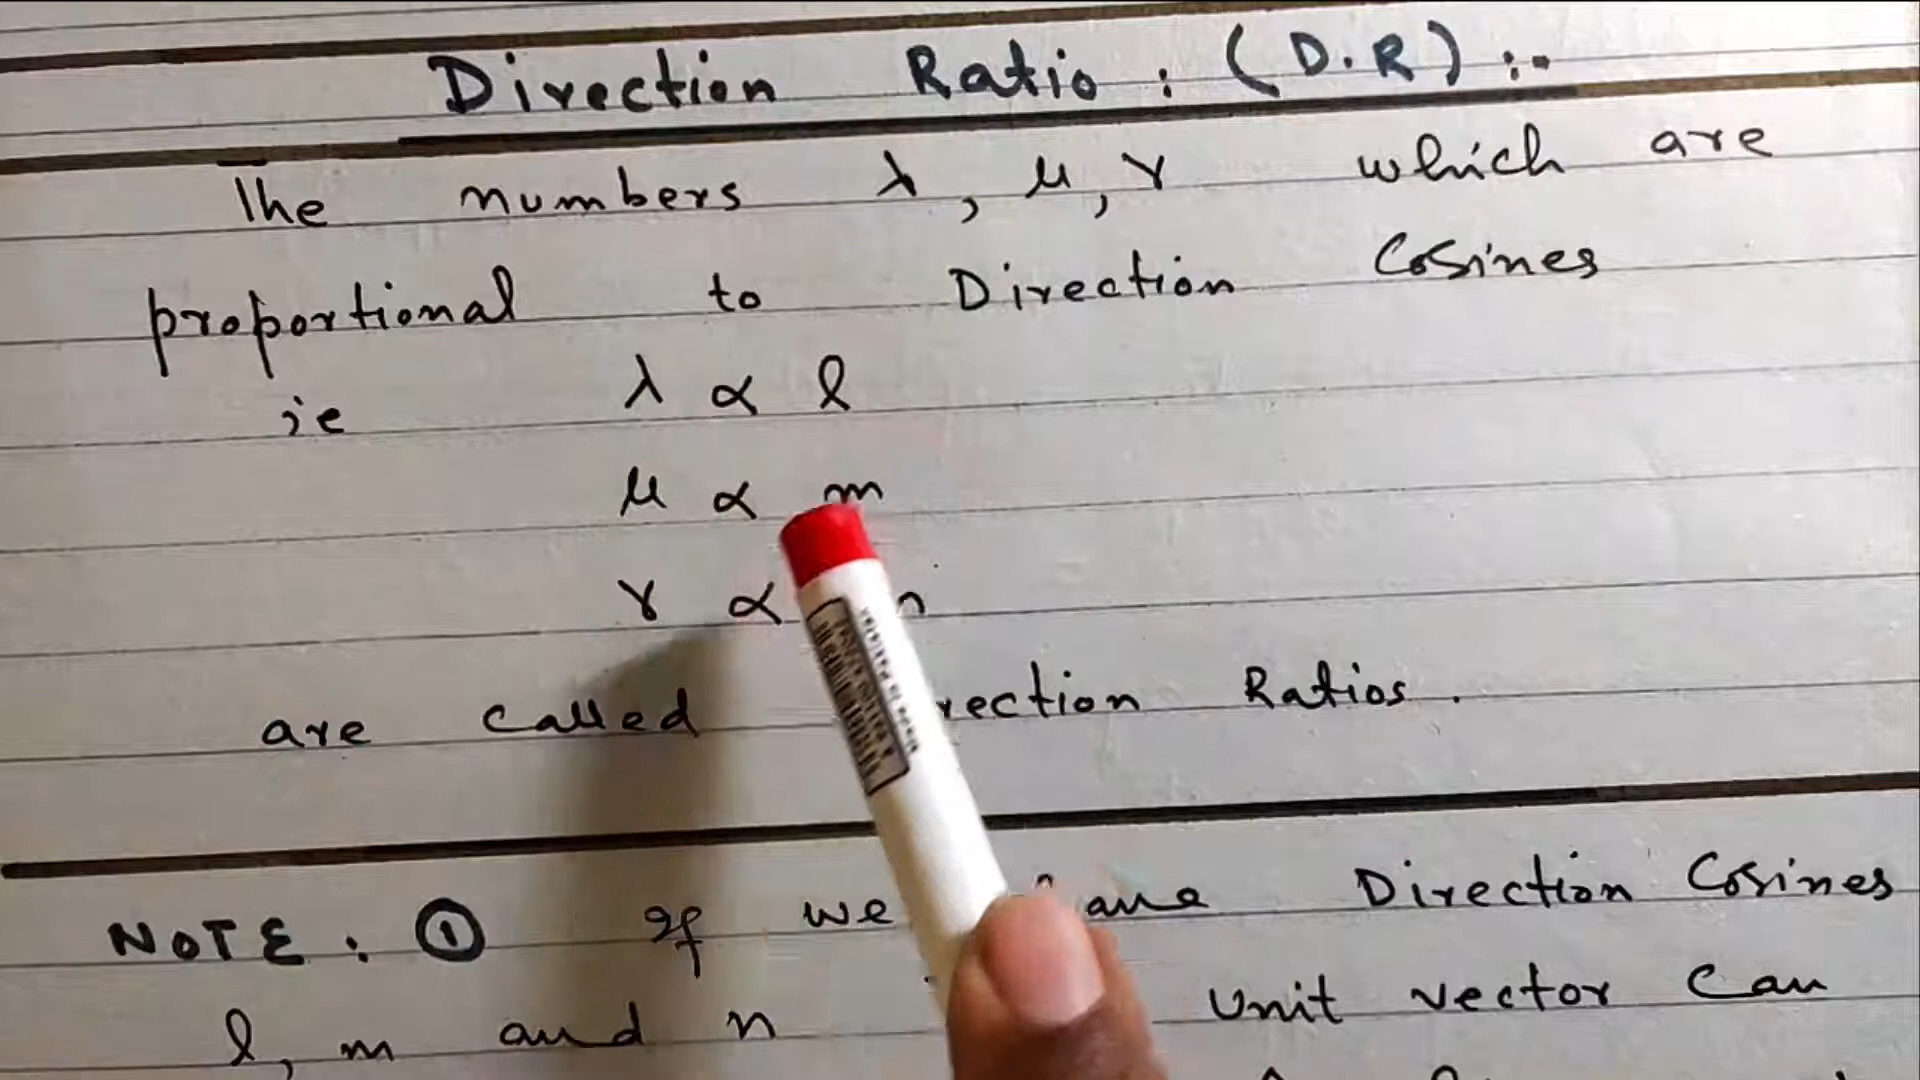 Direction Ratio : (D.R) :-
The numbers λ, μ, γ which are
proportional to Direction Cosines
ie λ ∝ l
μ ∝ m
γ ∝ n
are called rection Ratios.
NOTE : ① If we Direction Cosines
l, m and n Unit vector Can